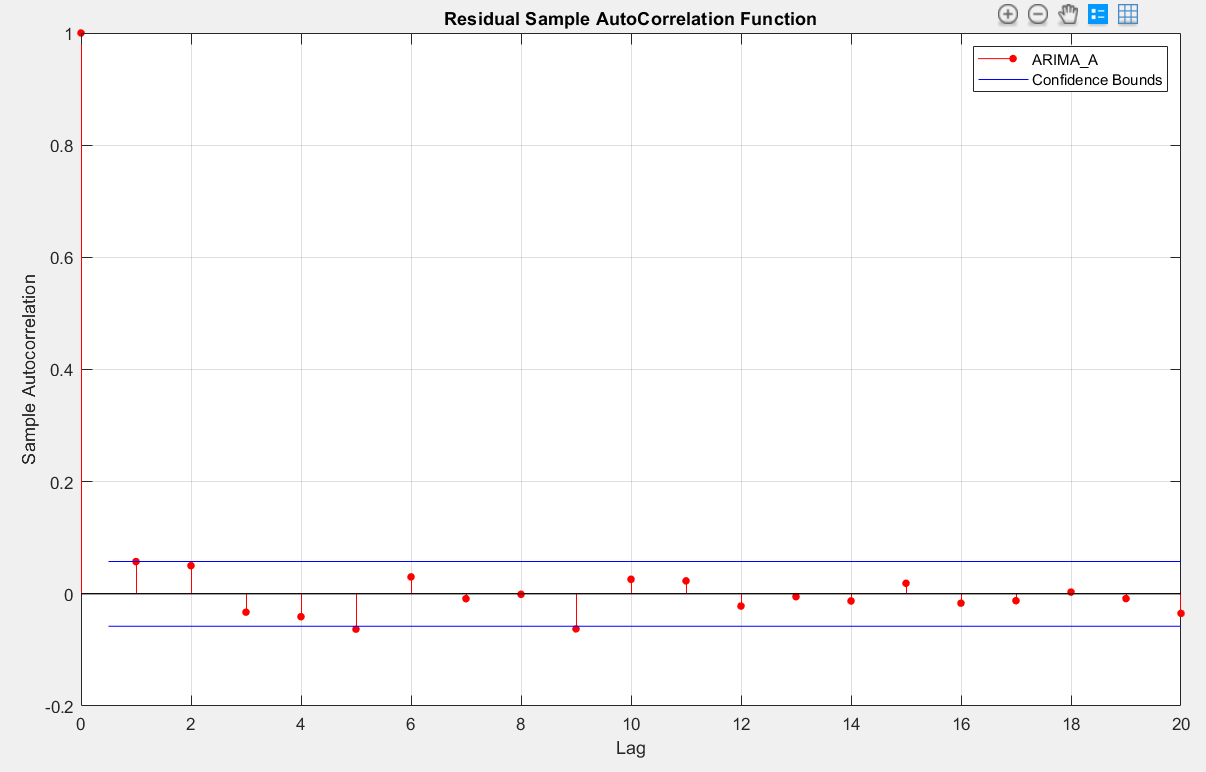 Residual Sample AutoCorrelation Function
ARIMA_A
Confidence Bounds
Sample Autocorrelation
1
0.8
0.6
0.4
0.2
0
-0.2
0 2 4 6 8 10 12 14 16 18 20
Lag